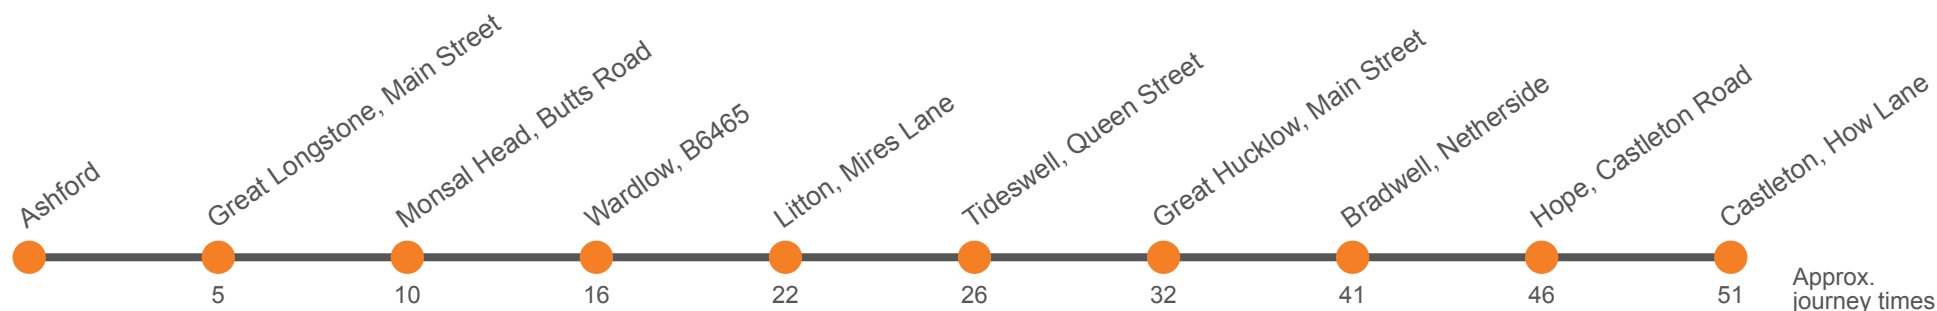 Ashford
Great Longstone, Main Street
Monsal Head, Butts Road
Wardlow, B6465
Litton, Mires Lane
Tideswell, Queen Street
Great Hucklow, Main Street
Bradwell, Netherside
Hope, Castleton Road
Castleton, How Lane
5
10
16
22
26
32
41
46
51
Approx.
journey times